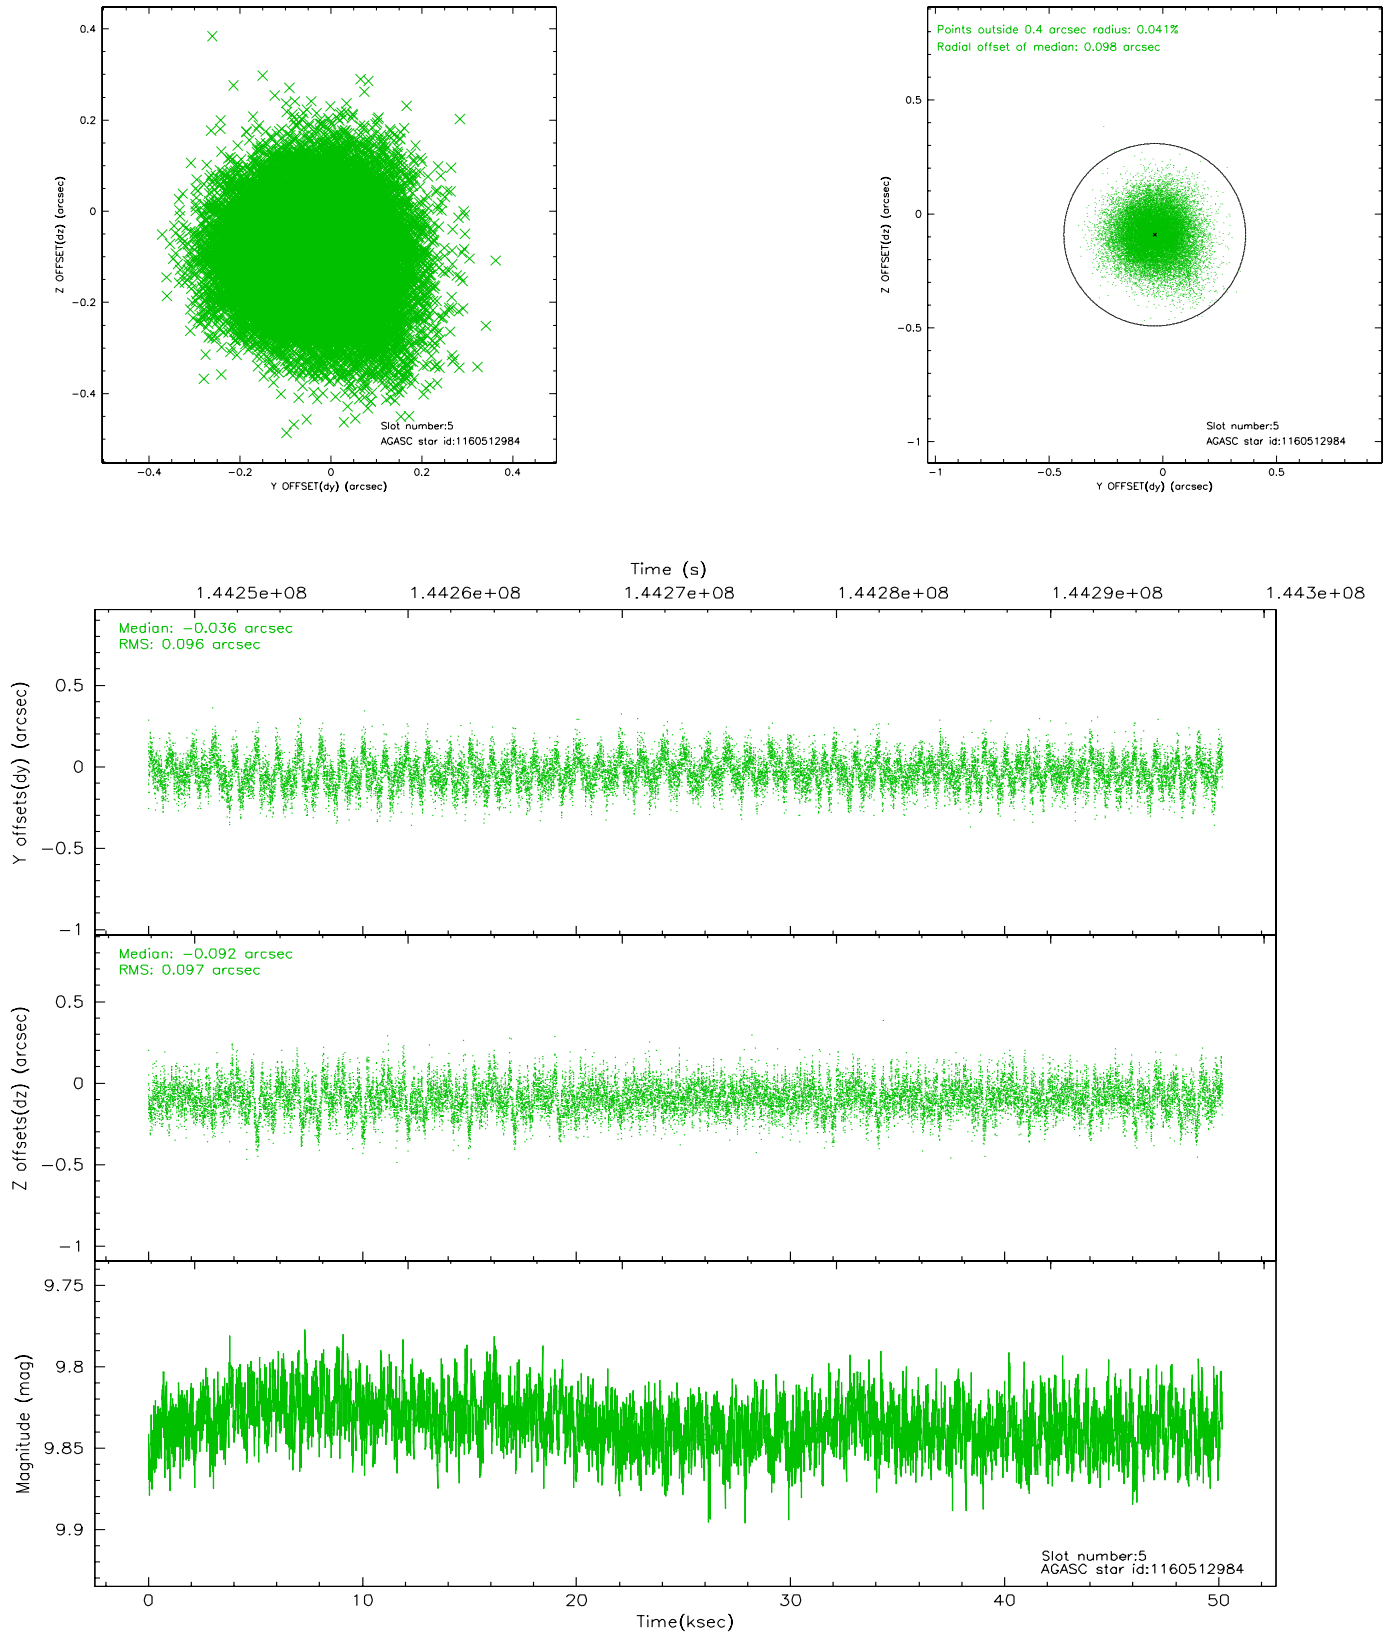 0.4
0.2
0
−0.2
−0.4
Z OFFSET(dz) (arcsec)
Slot number:5
AGASC star id:1160512984
−0.4 −0.2 0 0.2 0.4
Y OFFSET(dy) (arcsec)
Points outside 0.4 arcsec radius: 0.041%
Radial offset of median: 0.098 arcsec
0.5
0
−0.5
−1
Z OFFSET(dz) (arcsec)
Slot number:5
AGASC star id:1160512984
−1 −0.5 0 0.5
Y OFFSET(dy) (arcsec)
Time (s)
1.4425e+08 1.4426e+08 1.4427e+08 1.4428e+08 1.4429e+08 1.443e+08
Median: −0.036 arcsec
RMS: 0.096 arcsec
0.5
0
−0.5
−1
Y offsets(dy) (arcsec)
Median: −0.092 arcsec
RMS: 0.097 arcsec
0.5
0
−0.5
−1
Z offsets(dz) (arcsec)
9.75
9.8
9.85
9.9
Magnitude (mag)
Slot number:5
AGASC star id:1160512984
0 10 20 30 40 50
Time(ksec)